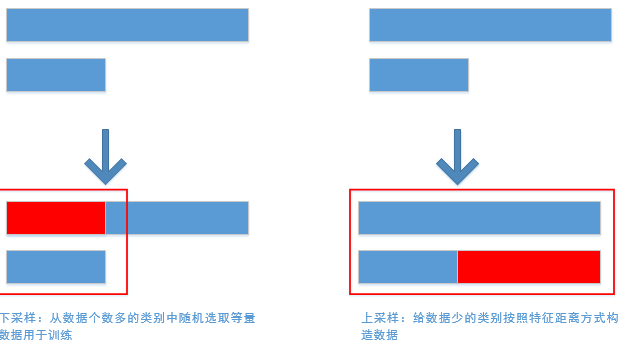 下采样：从数据个数多的类别中随机选取等量
数据用于训练
上采样：给数据少的类别按照特征距离方式构
造数据